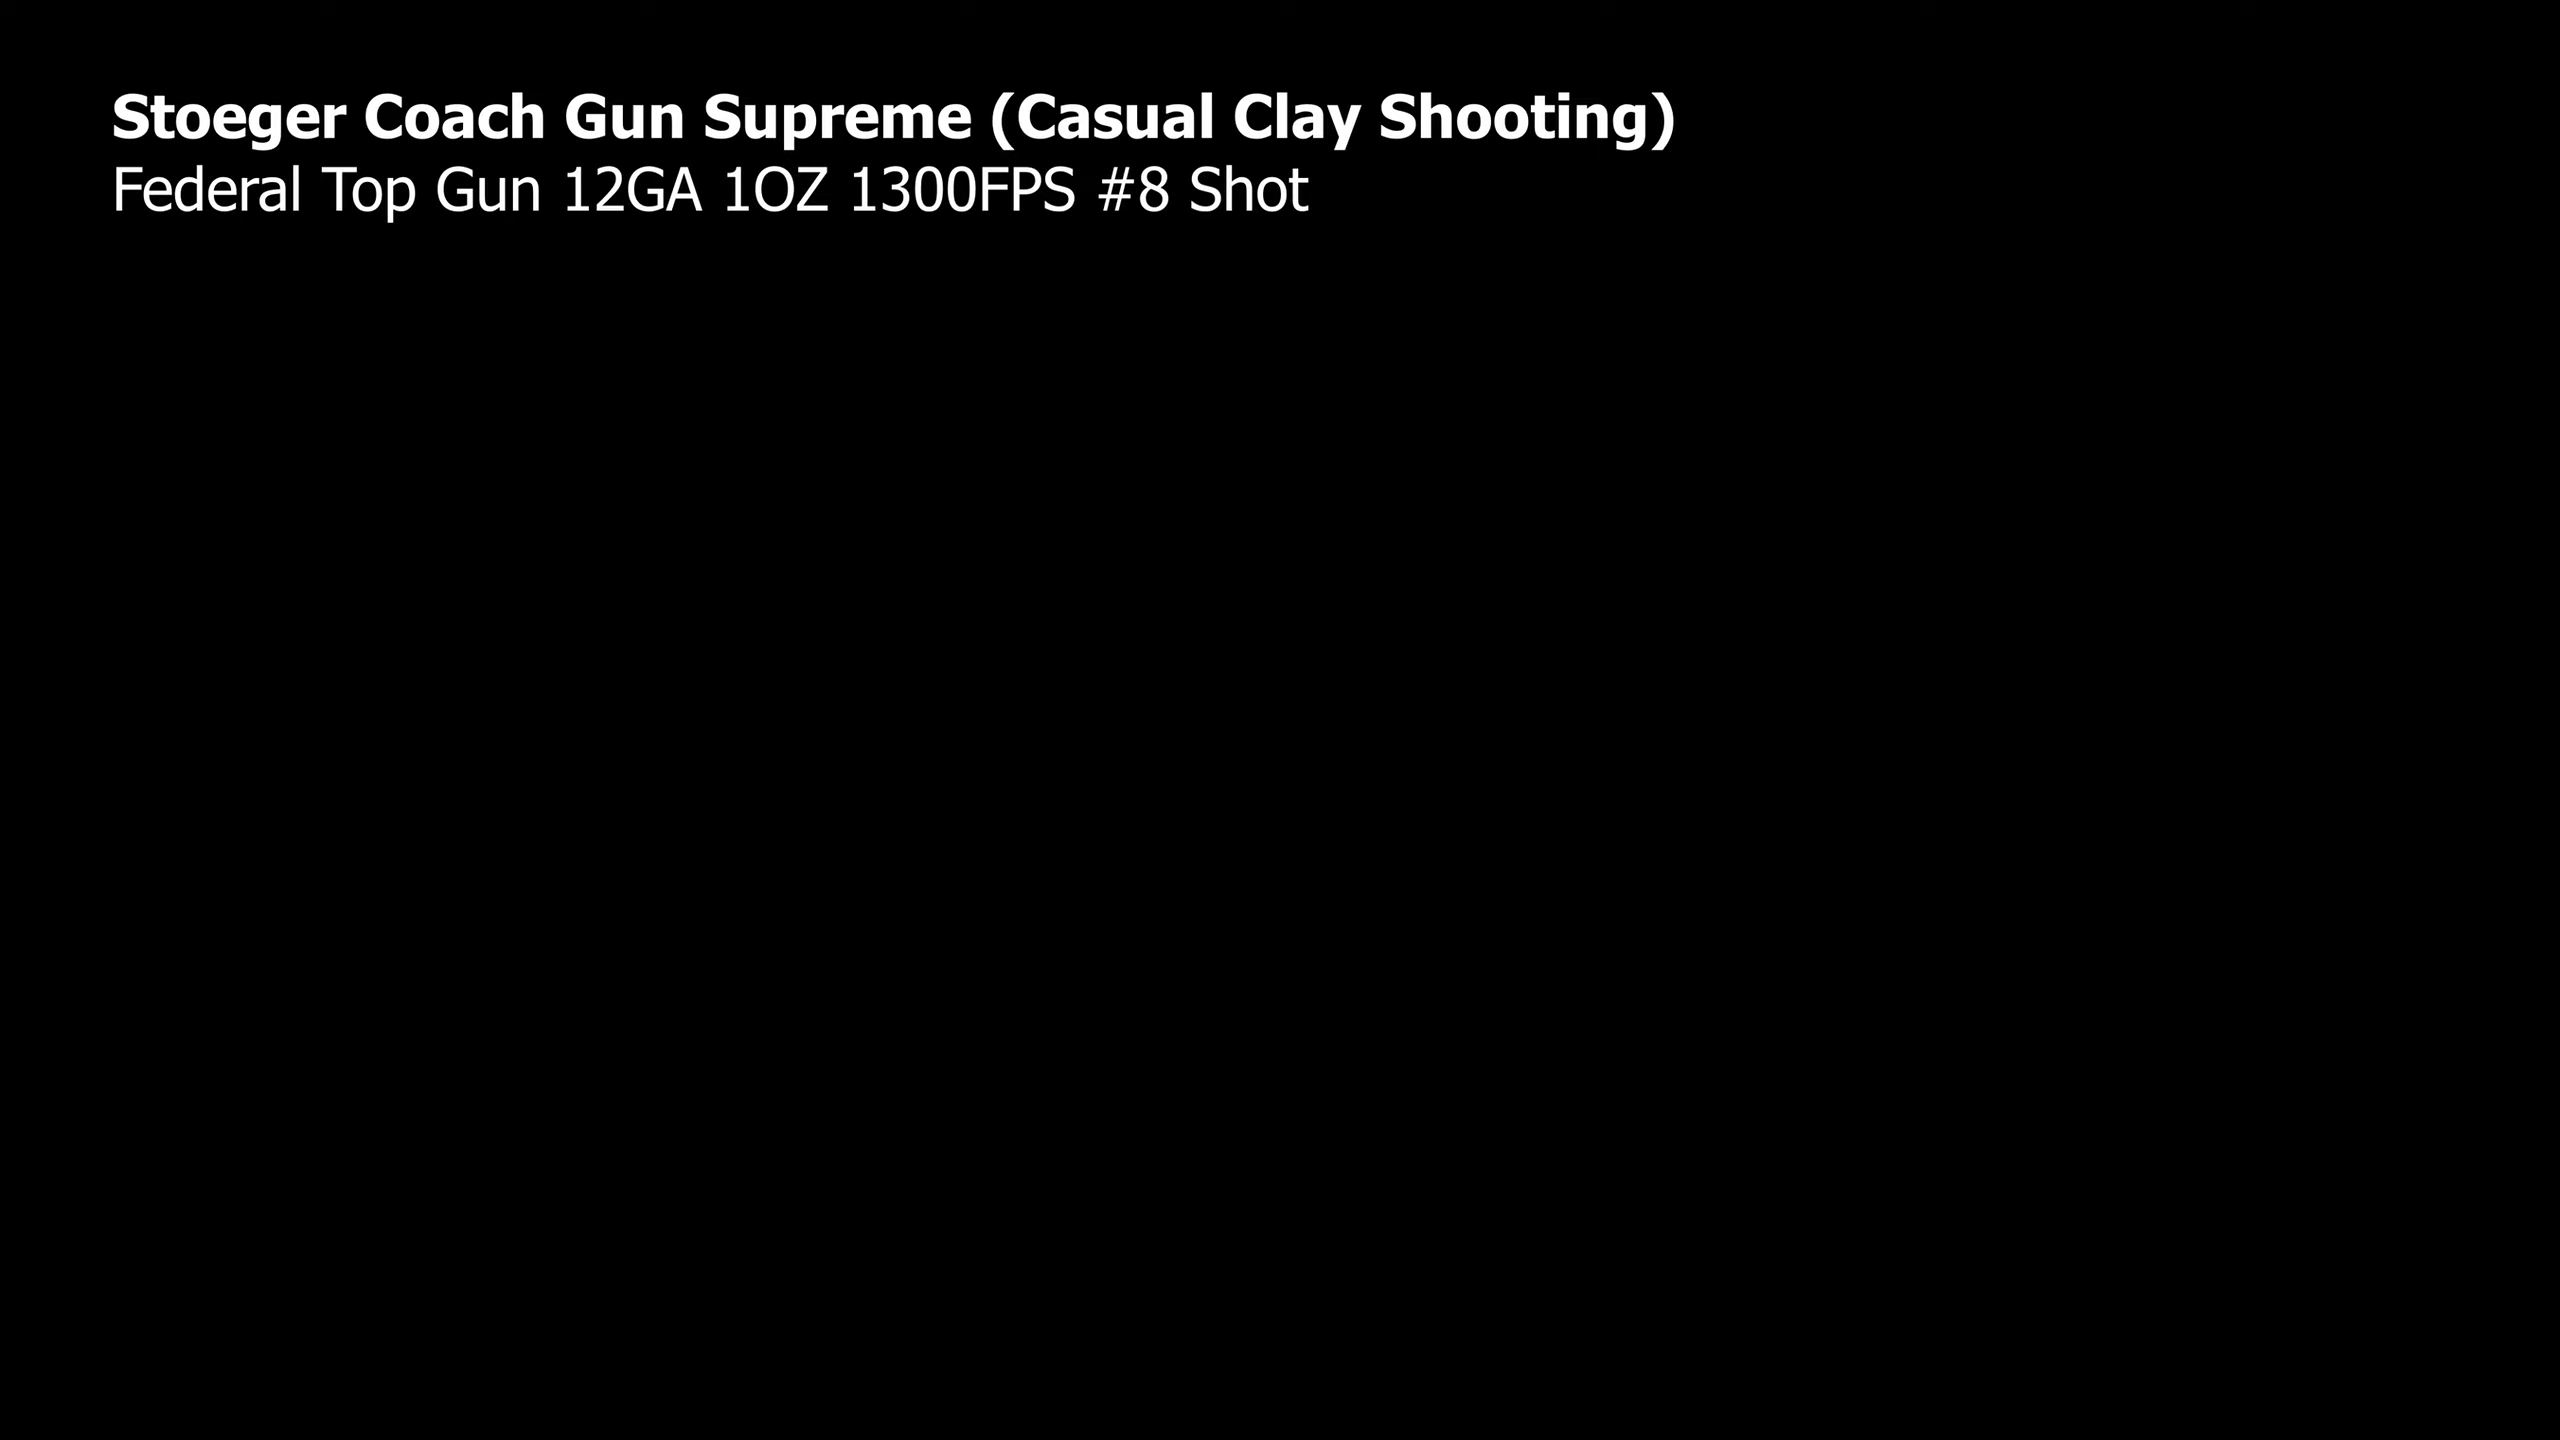 Stoeger Coach Gun Supreme (Casual Clay Shooting)
Federal Top Gun 12GA 1OZ 1300FPS #8 Shot